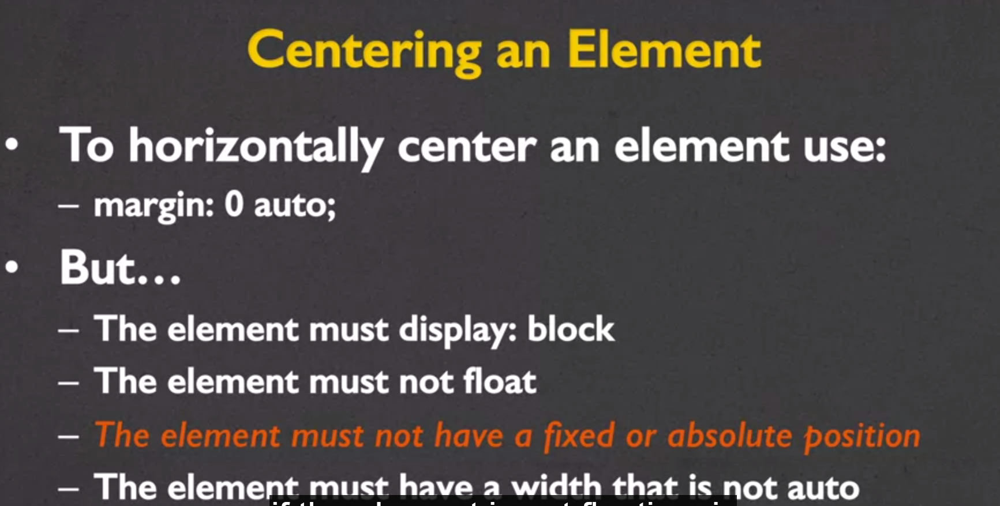 Centering an Element
• To horizontally center an element use:
– margin: 0 auto;
• But...
– The element must display: block
– The element must not float
– The element must not have a fixed or absolute position
– The element must have a width that is not auto